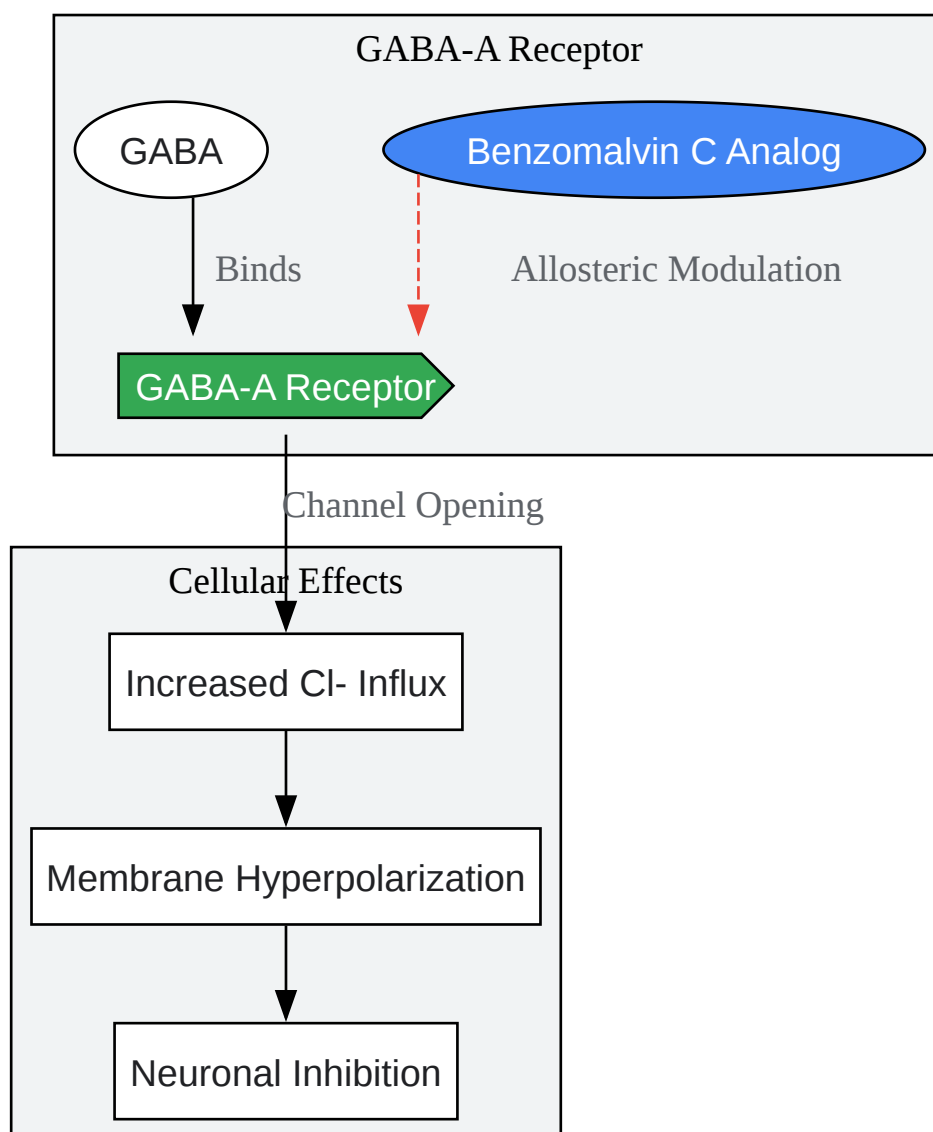 GABA-A Receptor
GABA
Benzomalvin C Analog
Binds
Allosteric Modulation
GABA-A Receptor
Channel Opening
Cellular Effects
Increased Cl- Influx
Membrane Hyperpolarization
Neuronal Inhibition